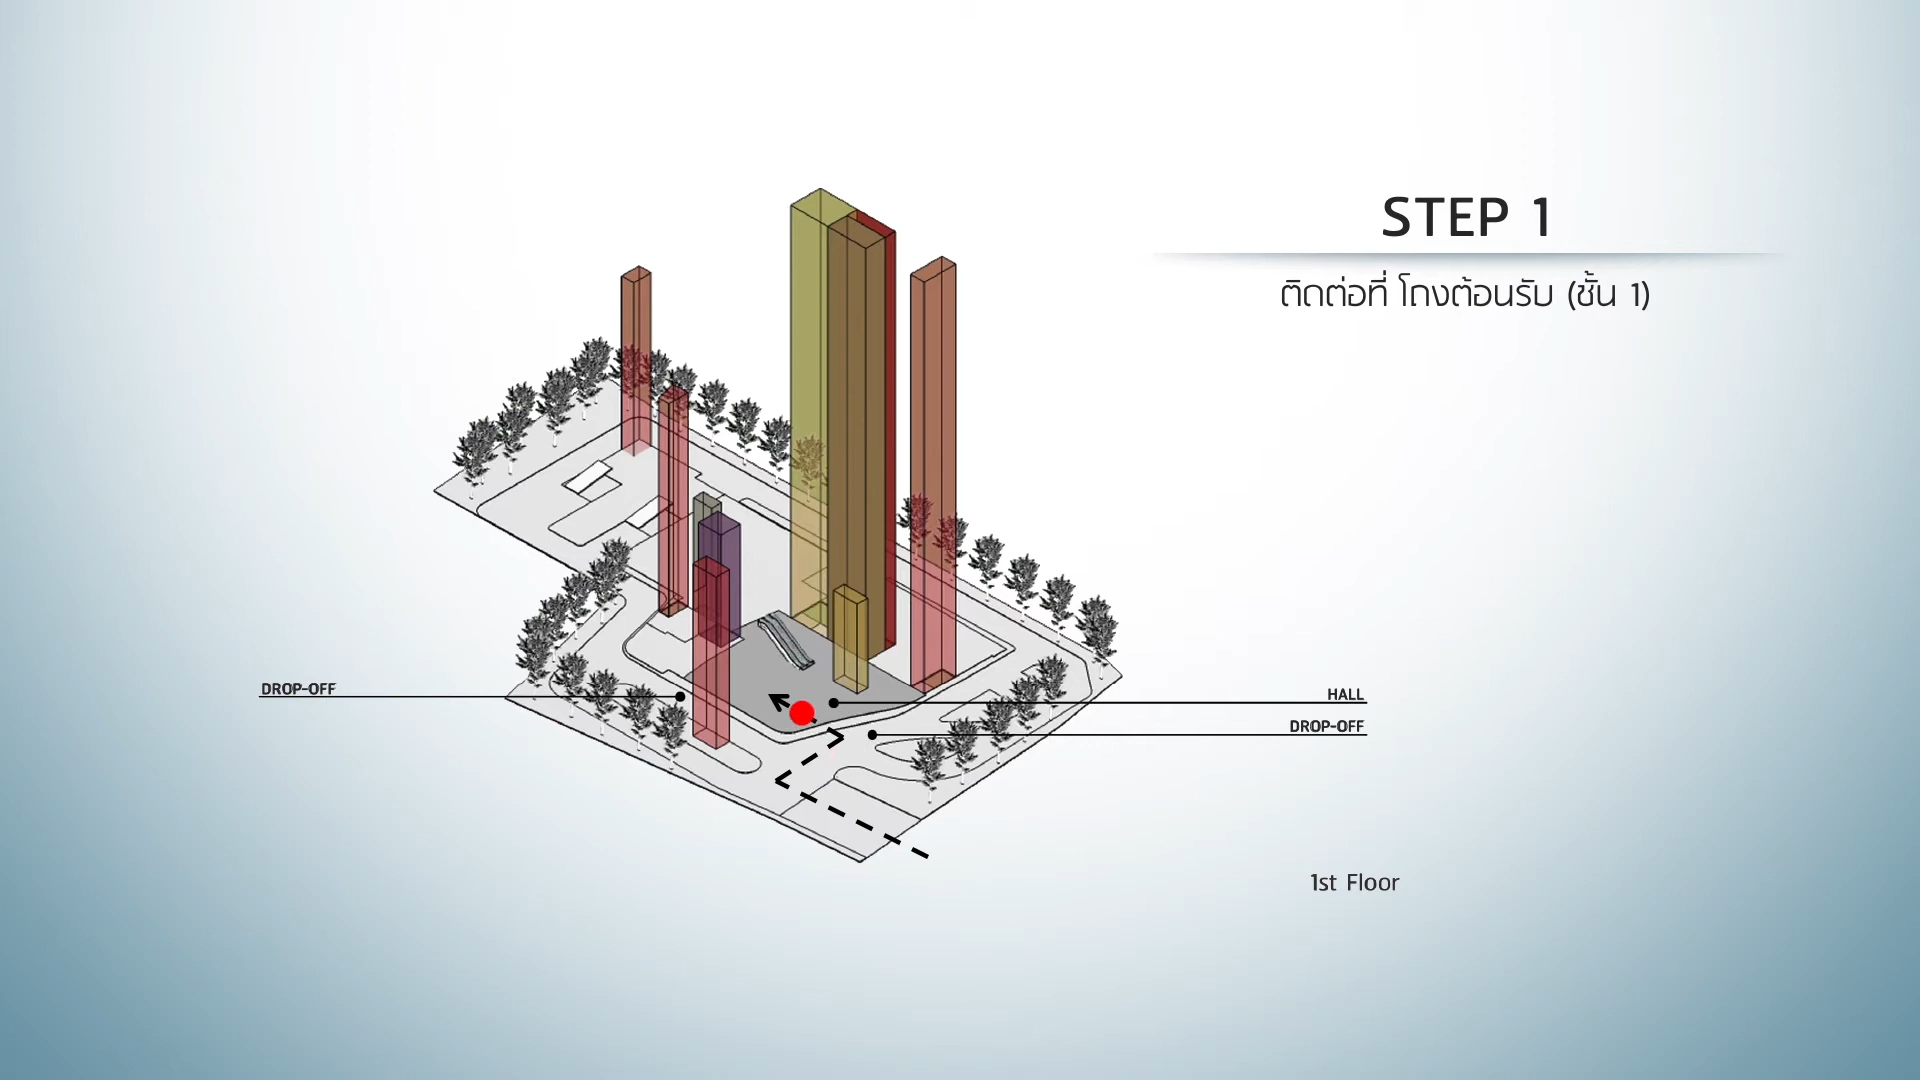 STEP 1
ติดต่อที่ โถงต้อนรับ (ชั้น 1)
DROP-OFF
HALL
DROP-OFF
1st Floor